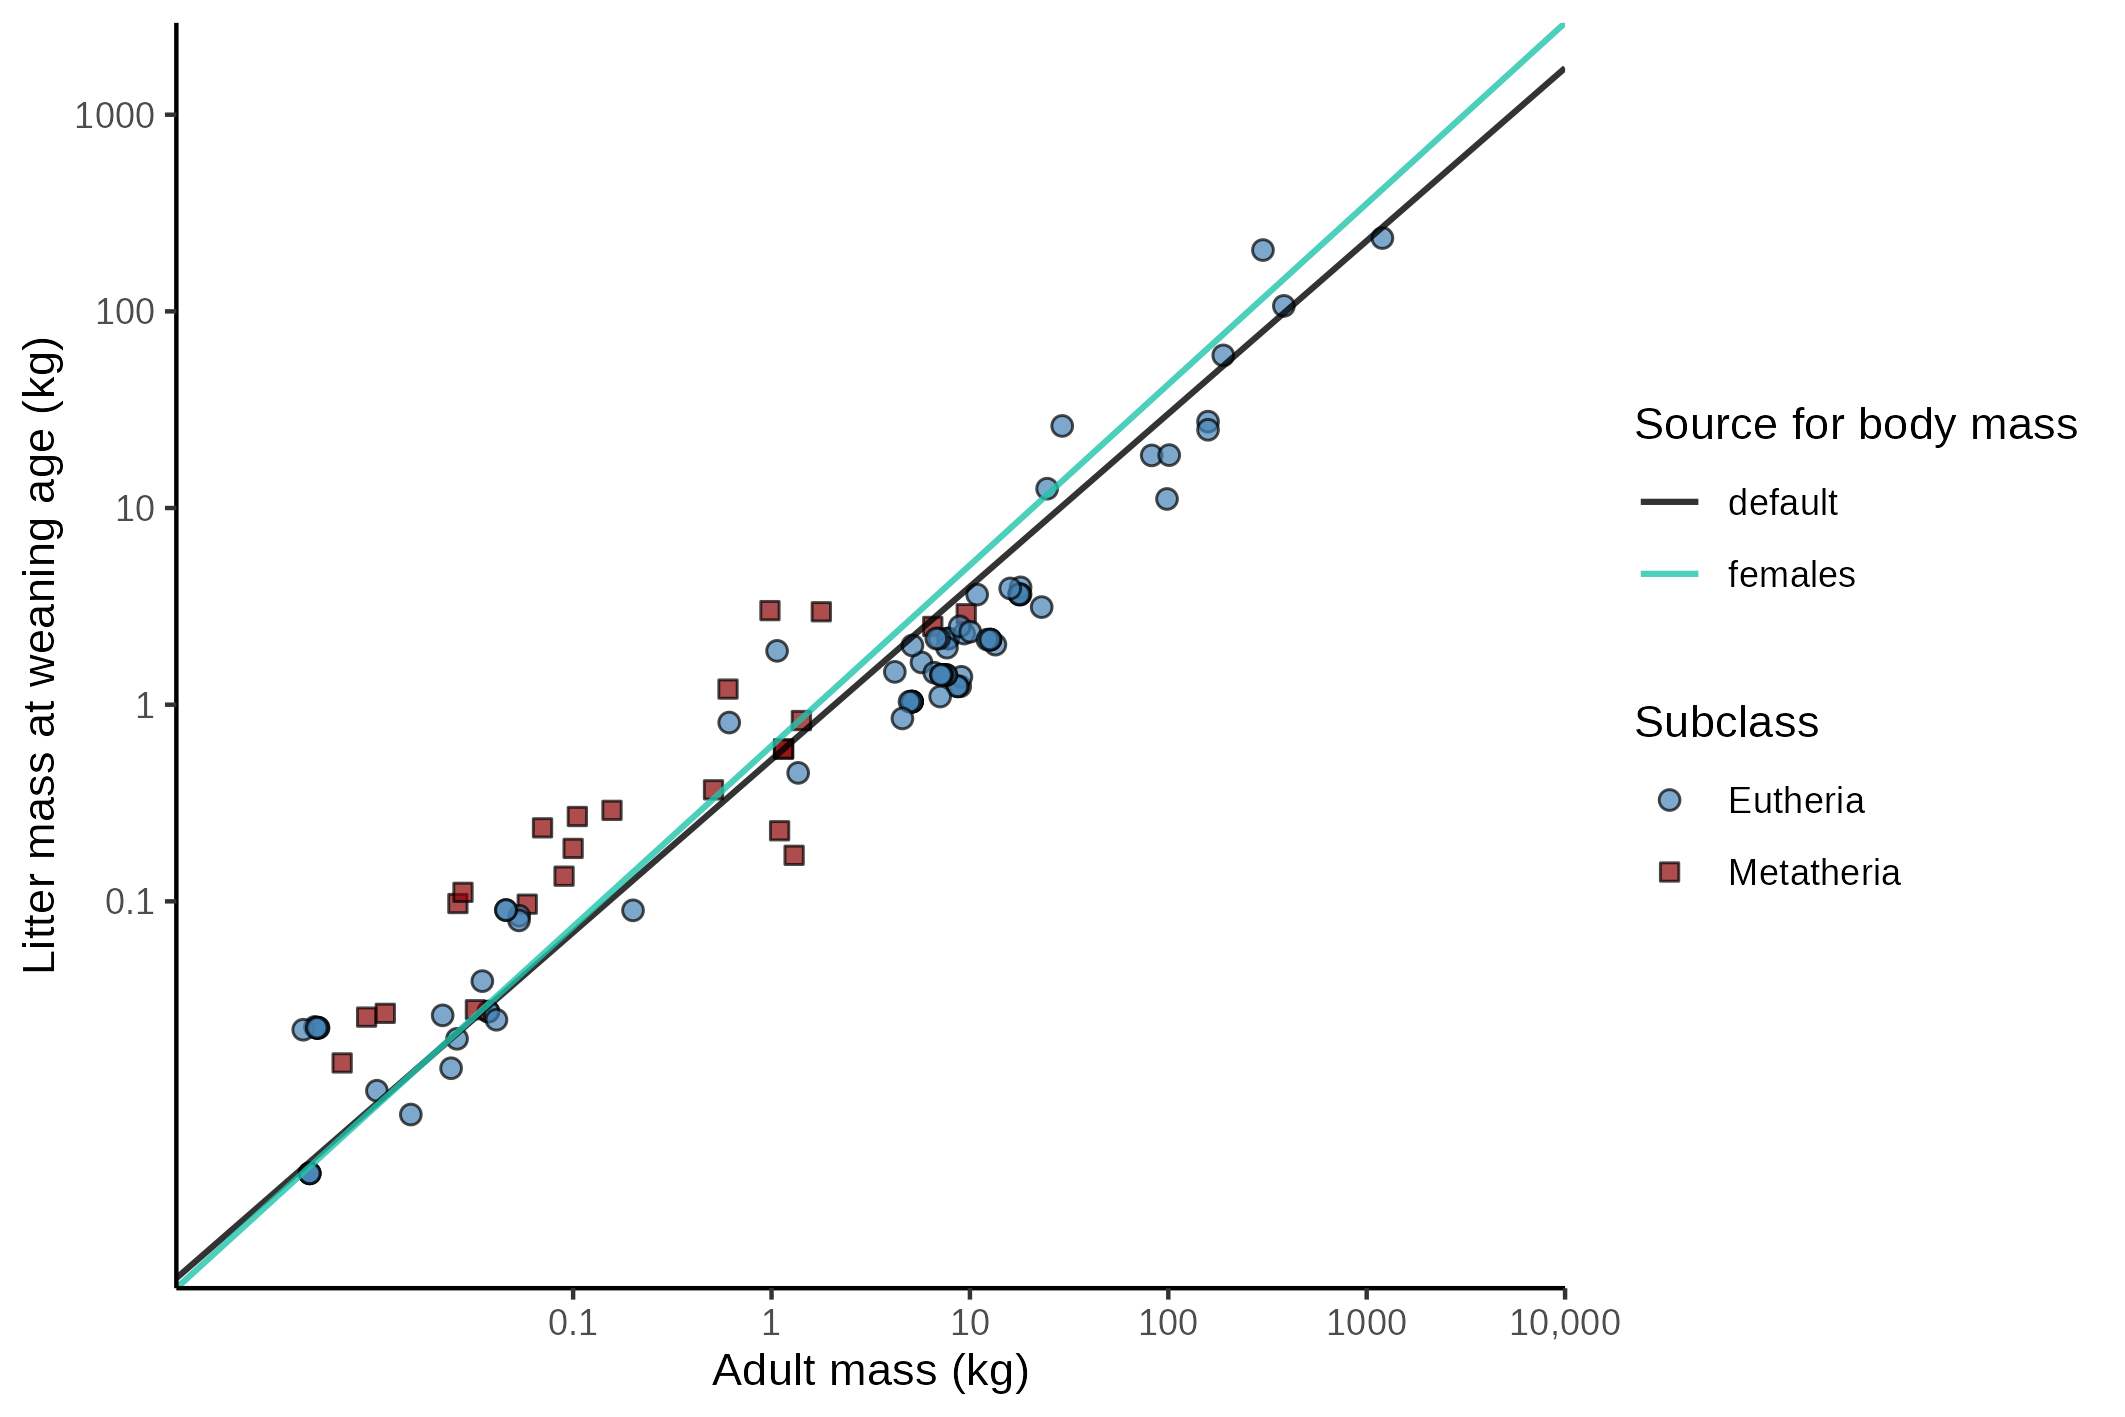 Litter mass at weaning age (kg)
1000
100
10
1
0.1
0.1
1
10
100
1000
10,000
Adult mass (kg)
Source for body mass
default
females
Subclass
Eutheria
Metatheria